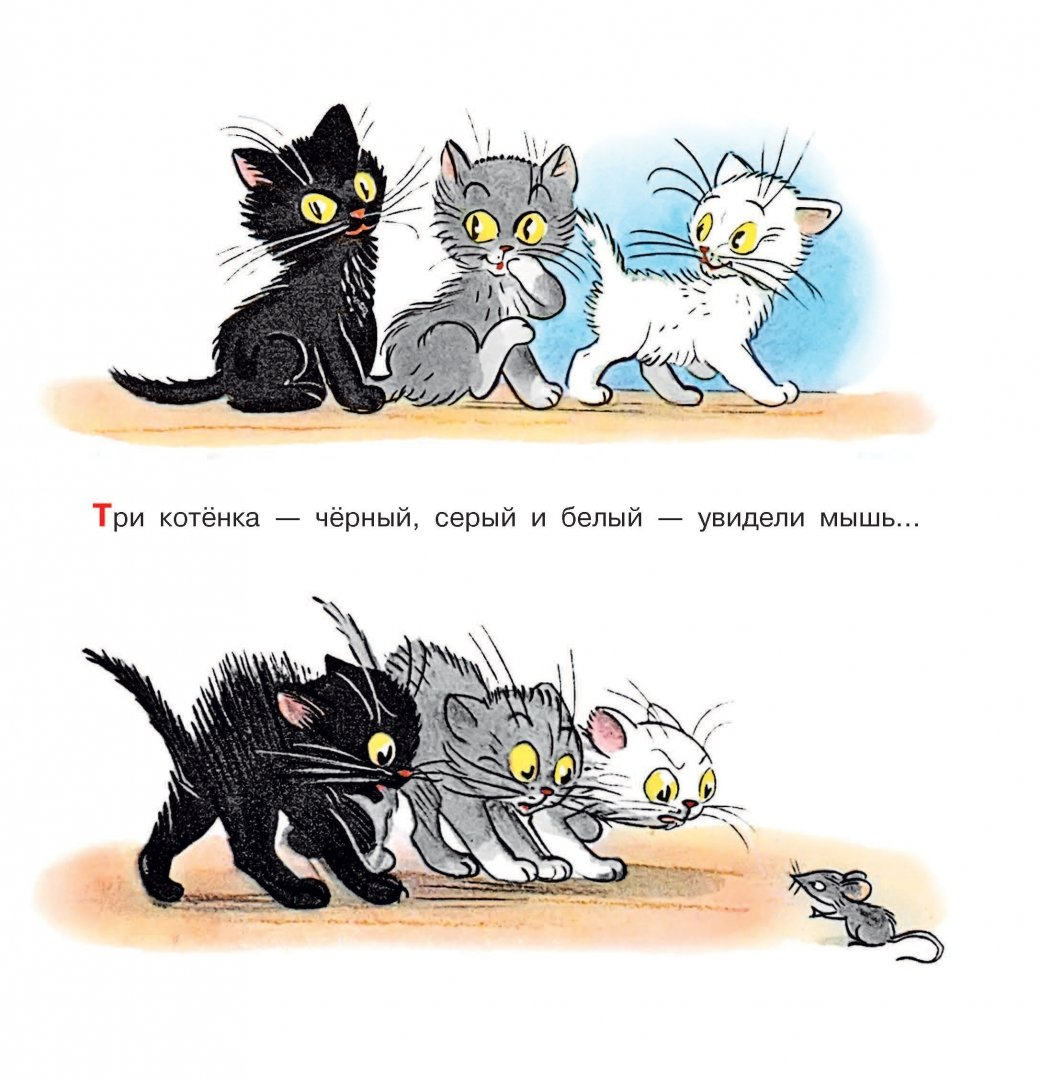 Три котёнка — чёрный, серый и белый — увидели мышь...